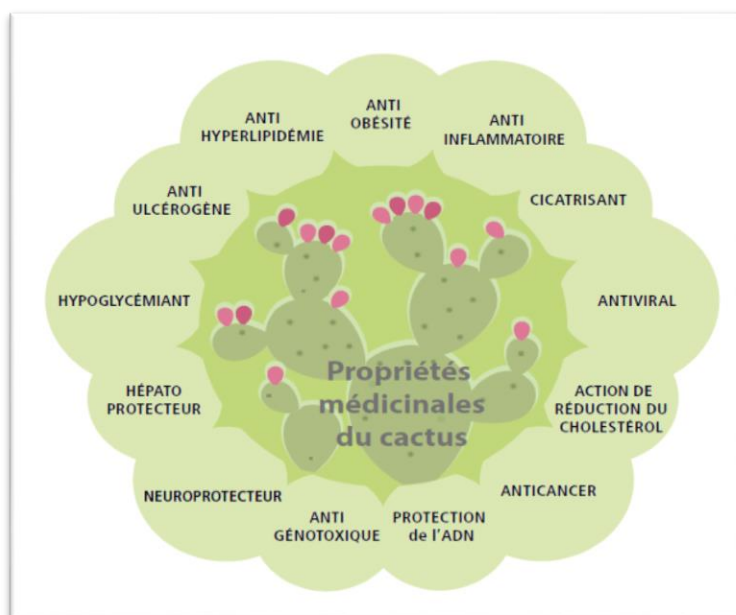 ANTI
OBÉSITÉ
ANTI
INFLAMMATOIRE
CICATRISANT
ANTIVIRAL
ACTION DE
RÉDUCTION DU
CHOLESTÉROL
ANTICANCER
PROTECTION
de l'ADN
ANTI
GÉNOTOXIQUE
NEUROPROTECTEUR
HÉPATO
PROTECTEUR
HYPOGLYCÉMIANT
ANTI
ULCÉROGÈNE
ANTI
HYPERLIPIDÉMIE
Propriétés
médicinales
du cactus